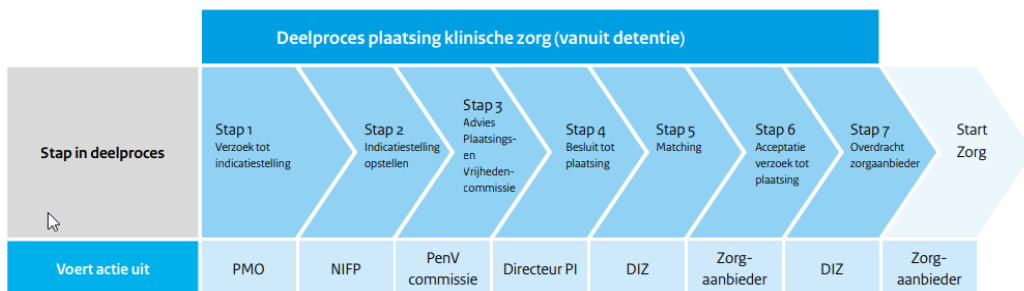 Deelproces plaatsing klinische zorg (vanuit detentie)
Stap in deelproces
Stap 1
Verzoek tot
indicatiestelling
Stap 2
Indicatiestelling
opstellen
Stap 3
Advies
Plaatsings-
en
Vrijheden-
commissie
Stap 4
Besluit tot
plaatsing
Stap 5
Matching
Stap 6
Acceptatie
verzoek tot
plaatsing
Stap 7
Overdracht
zorgaanbieder
Start
Zorg
Voert actie uit
PMO
NIFP
PenV
commissie
Directeur PI
DIZ
Zorg-
aanbieder
DIZ
Zorg-
aanbieder